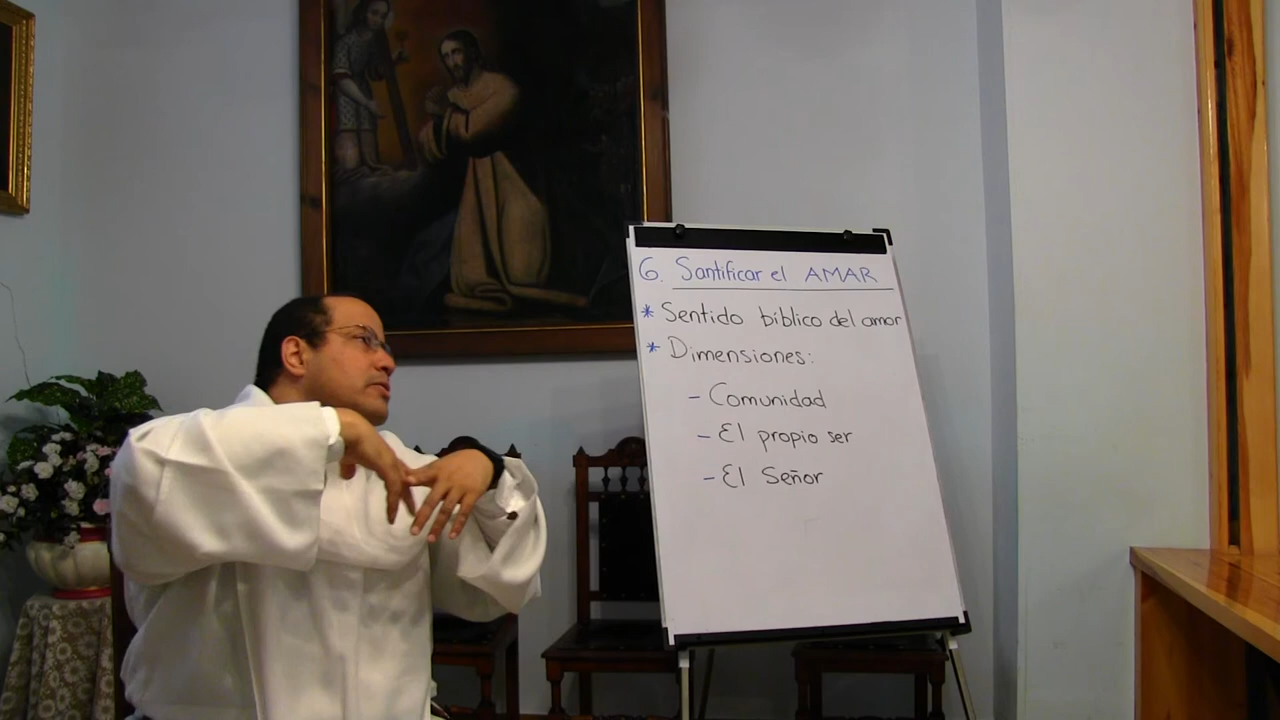 6. Santificar el AMAR
* Sentido bíblico del amor
* Dimensiones:
- Comunidad
- El propio ser
- El Señor